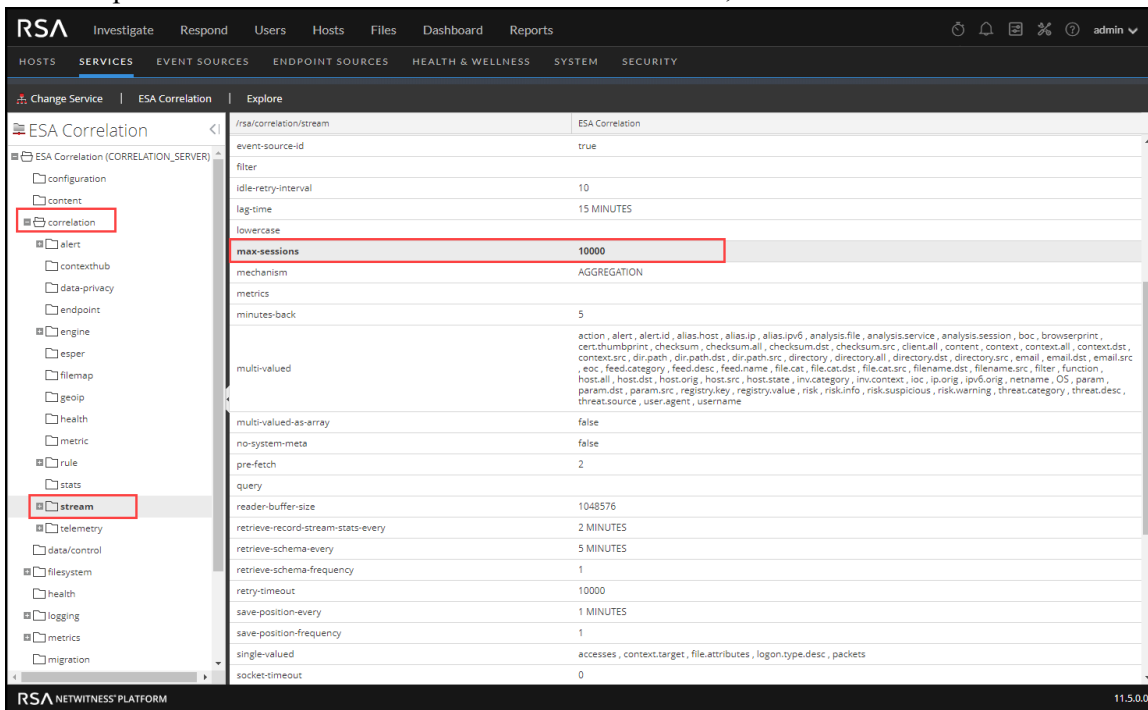 RSA Investigate Respond Users Hosts Files Dashboard Reports admin
HOSTS SERVICES EVENT SOURCES ENDPOINT SOURCES HEALTH & WELLNESS SYSTEM SECURITY
Change Service | ESA Correlation | Explore
ESA Correlation
ESA Correlation (CORRELATION_SERVER)
configuration
content
correlation
alert
contexthub
data-privacy
endpoint
engine
esper
filemap
geoip
health
metric
rule
stats
stream
telemetry
data/control
filesystem
health
logging
metrics
migration
/rsa/correlation/stream ESA Correlation
event-source-id true
filter
idle-retry-interval 10
lag-time 15 MINUTES
lowercase
max-sessions 10000
mechanism AGGREGATION
metrics
minutes-back 5
multi-valued
action , alert , alert.id , alias.host , alias.ip , alias.ipv6 , analysis.file , analysis.service , analysis.session , boc , browserprint ,
cert.thumbprint , checksum , checksum.all , checksum.dst , checksum.src , client.all , content , context , context.all , context.dst ,
context.src , dir.path , dir.path.dst , dir.path.src , directory , directory.all , directory.dst , directory.src , email , email.dst , email.src
, eoc , feed.category , feed.desc , feed.name , file.cat , file.cat.dst , file.cat.src , filename.dst , filename.src , filter , function ,
host.all , host.dst , host.orig , host.src , host.state , inv.category , inv.context , ioc , ip.orig , ipv6.orig , netname , OS , param ,
param.dst , param.src , registry.key , registry.value , risk , risk.info , risk.suspicious , risk.warning , threat.category , threat.desc ,
threat.source , user.agent , username
multi-valued-as-array false
no-system-meta false
pre-fetch 2
query
reader-buffer-size 1048576
retrieve-record-stream-stats-every 2 MINUTES
retrieve-schema-every 5 MINUTES
retrieve-schema-frequency 1
retry-timeout 10000
save-position-every 1 MINUTES
save-position-frequency 1
single-valued accesses , context.target , file.attributes , logon.type.desc , packets
socket-timeout 0
RSA NETWITNESS® PLATFORM 11.5.0.0